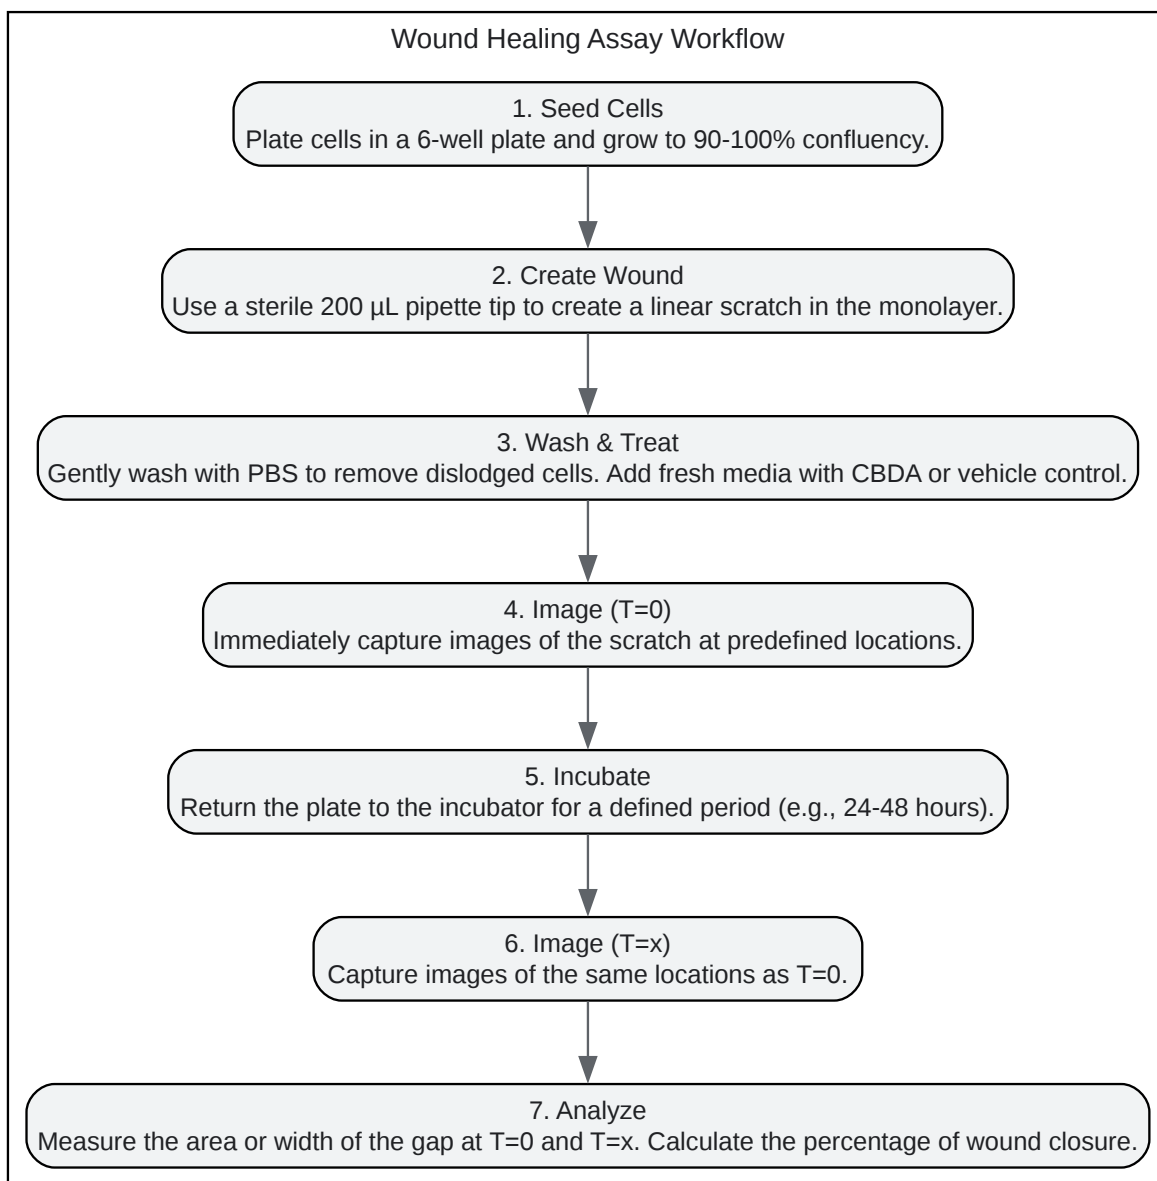 Wound Healing Assay Workflow
1. Seed Cells
Plate cells in a 6-well plate and grow to 90-100% confluency.
2. Create Wound
Use a sterile 200 µL pipette tip to create a linear scratch in the monolayer.
3. Wash & Treat
Gently wash with PBS to remove dislodged cells. Add fresh media with CBDA or vehicle control.
4. Image (T=0)
Immediately capture images of the scratch at predefined locations.
5. Incubate
Return the plate to the incubator for a defined period (e.g., 24-48 hours).
6. Image (T=x)
Capture images of the same locations as T=0.
7. Analyze
Measure the area or width of the gap at T=0 and T=x. Calculate the percentage of wound closure.